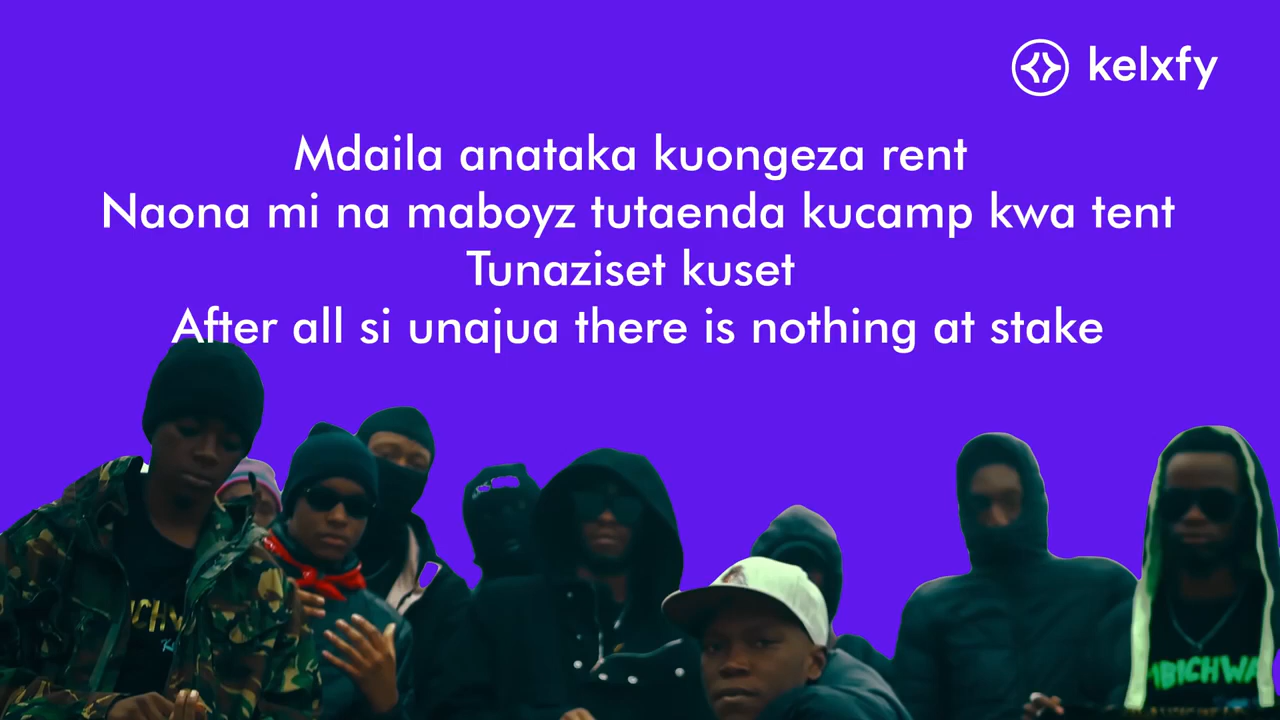 kelxfy
Mdaila anataka kuongeza rent
Naona mi na maboyz tutaenda kucamp kwa tent
Tunaziset kuset
After all si unajua there is nothing at stake
MBICHWA